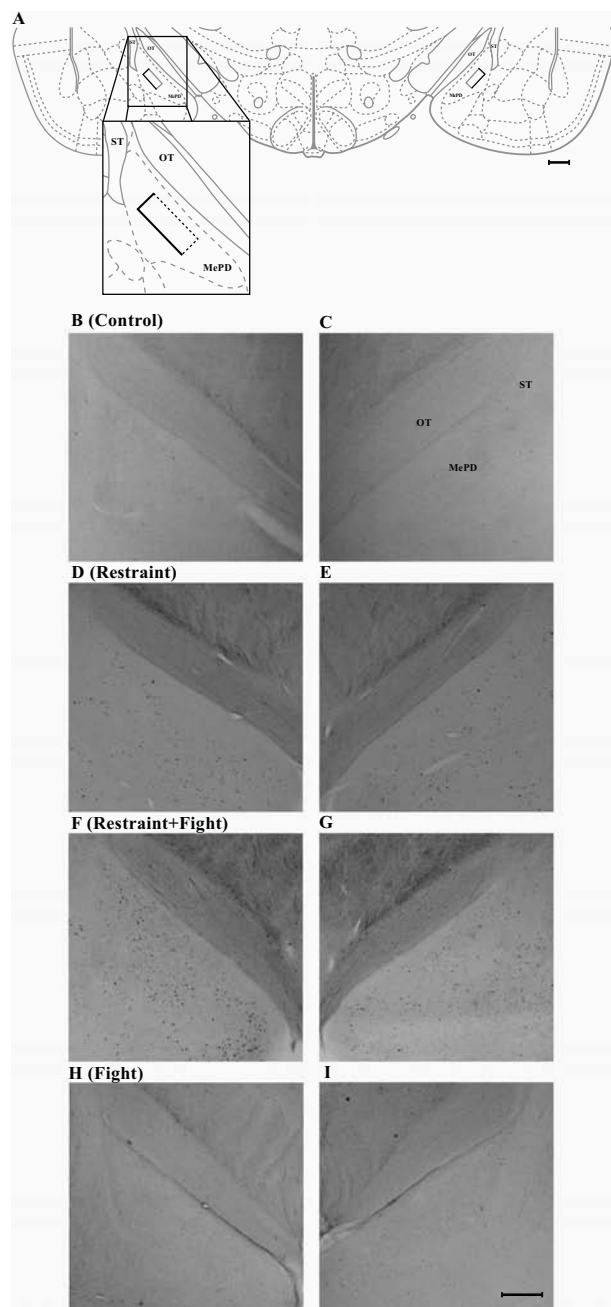 A
ST
OT
MePD
OT
ST
MePD
ST
OT
MePD
B (Control)
C
ST
OT
MePD
D (Restraint)
E
F (Restraint+Fight)
G
H (Fight)
I